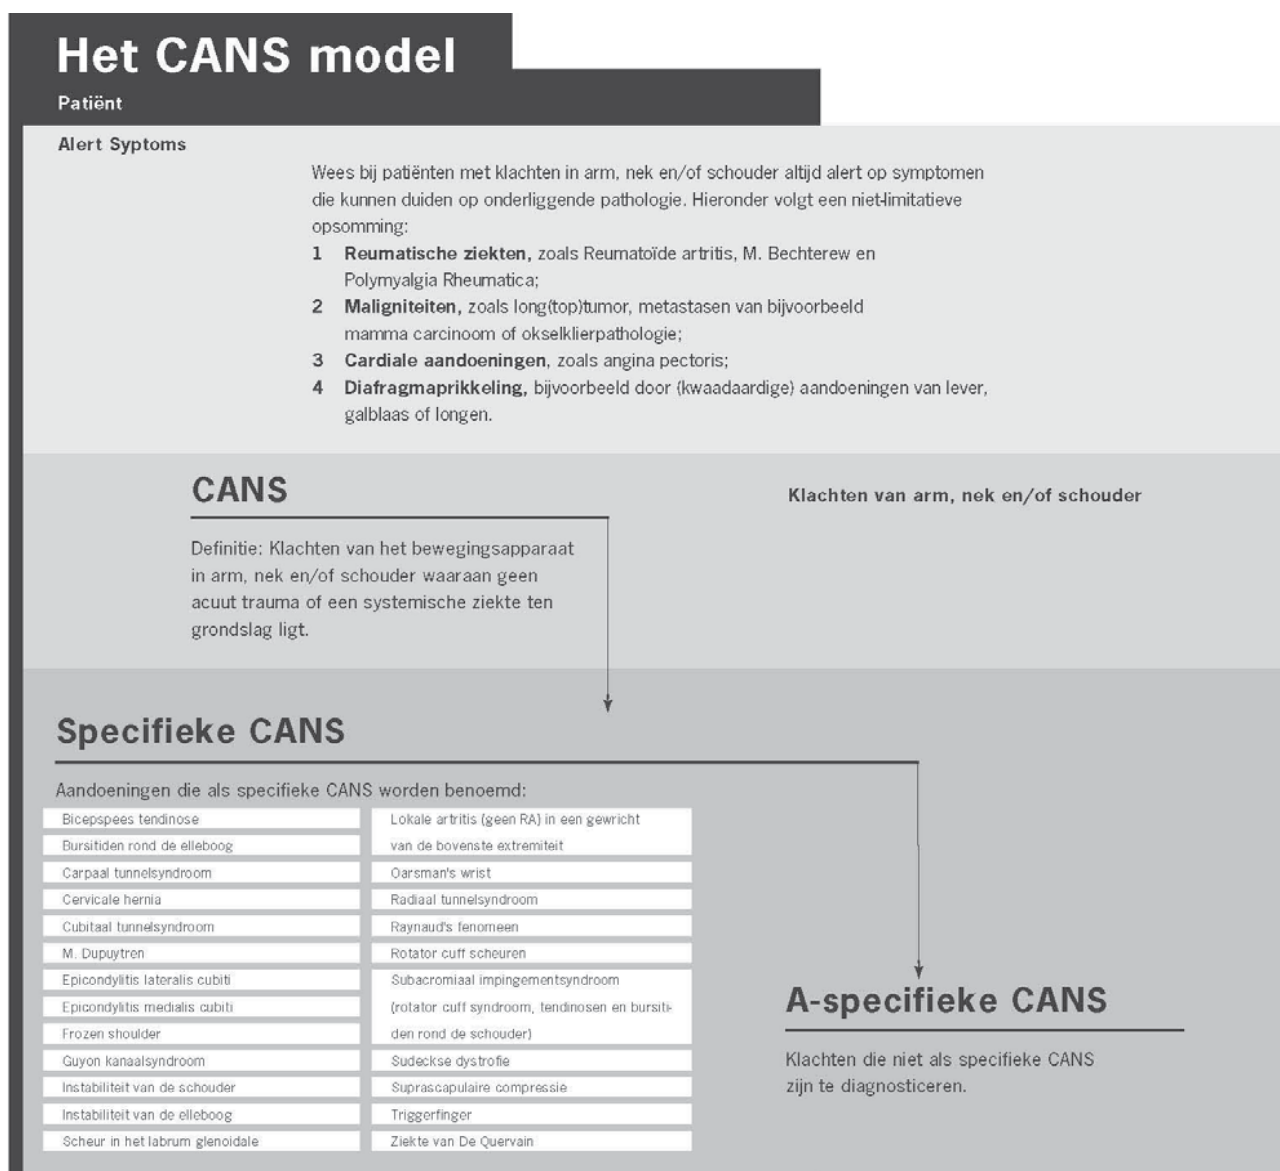 Het CANS model
Patiënt
Alert Syptoms
Wees bij patiënten met klachten in arm, nek en/of schouder altijd alert op symptomen
die kunnen duiden op onderliggende pathologie. Hieronder volgt een niet-limitatieve
opsomming:
1 Reumatische ziekten, zoals Reumatoïde artritis, M. Bechterew en
Polymyalgia Rheumatica;
2 Maligniteiten, zoals long(top)tumor, metastasen van bijvoorbeeld
mamma carcinoom of okselklierpathologie;
3 Cardiale aandoeningen, zoals angina pectoris;
4 Diafragmaprikkeling, bijvoorbeeld door (kwaadaardige) aandoeningen van lever,
galblaas of longen.
CANS
Klachten van arm, nek en/of schouder
Definitie: Klachten van het bewegingsapparaat
in arm, nek en/of schouder waaraan geen
acuut trauma of een systemische ziekte ten
grondslag ligt.
Specifieke CANS
Aandoeningen die als specifieke CANS worden benoemd:
Bicepspees tendinose
Bursitiden rond de elleboog
Carpaal tunnelsyndroom
Cervicale hernia
Cubitaal tunnelsyndroom
M. Dupuytren
Epicondylitis lateralis cubiti
Epicondylitis medialis cubiti
Frozen shoulder
Guyon kanaalsyndroom
Instabiliteit van de schouder
Instabiliteit van de elleboog
Scheur in het labrum glenoidale
Lokale artritis (geen RA) in een gewricht
van de bovenste extremiteit
Oarsman's wrist
Radiaal tunnelsyndroom
Raynaud's fenomeen
Rotator cuff scheuren
Subacromiaal impingementsyndroom
(rotator cuff syndroom, tendinosen en bursiti-
den rond de schouder)
Sudeckse dystrofie
Suprascapulaire compressie
Triggerfinger
Ziekte van De Quervain
A-specifieke CANS
Klachten die niet als specifieke CANS
zijn te diagnosticeren.